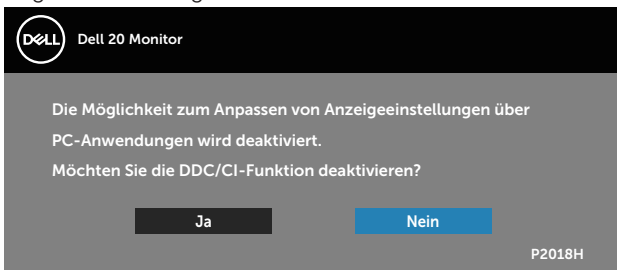 DELL Dell 20 Monitor
Die Möglichkeit zum Anpassen von Anzeigeeinstellungen über
PC-Anwendungen wird deaktiviert.
Möchten Sie die DDC/CI-Funktion deaktivieren?
Ja Nein
P2018H